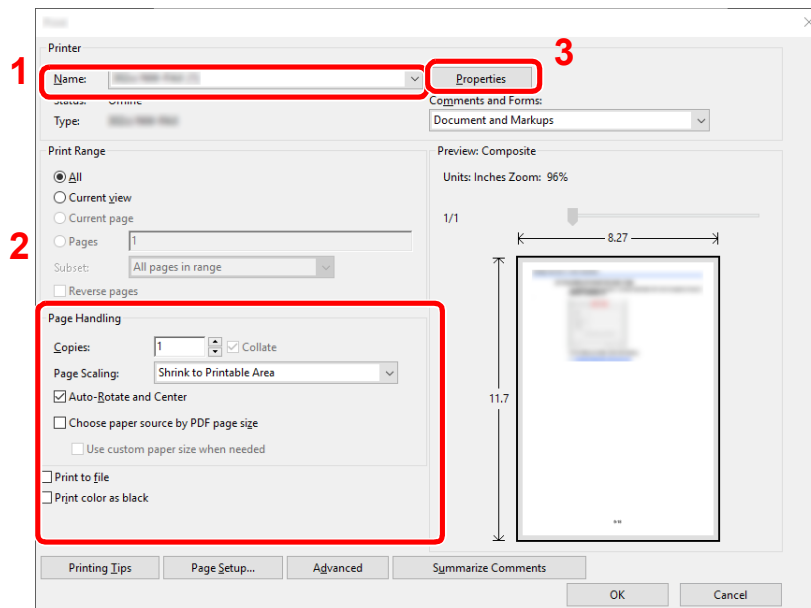 Printer
1
Name:
Properties
3
Status: Offline
Comments and Forms:
Type:
Document and Markups
Print Range
All
Current view
Current page
2
Pages 1
Subset: All pages in range
Reverse pages
Preview: Composite
Units: Inches Zoom: 96%
1/1
8.27
11.7
Page Handling
Copies: 1 Collate
Page Scaling: Shrink to Printable Area
Auto-Rotate and Center
Choose paper source by PDF page size
Use custom paper size when needed
Print to file
Print color as black
Printing Tips Page Setup... Advanced Summarize Comments
OK Cancel